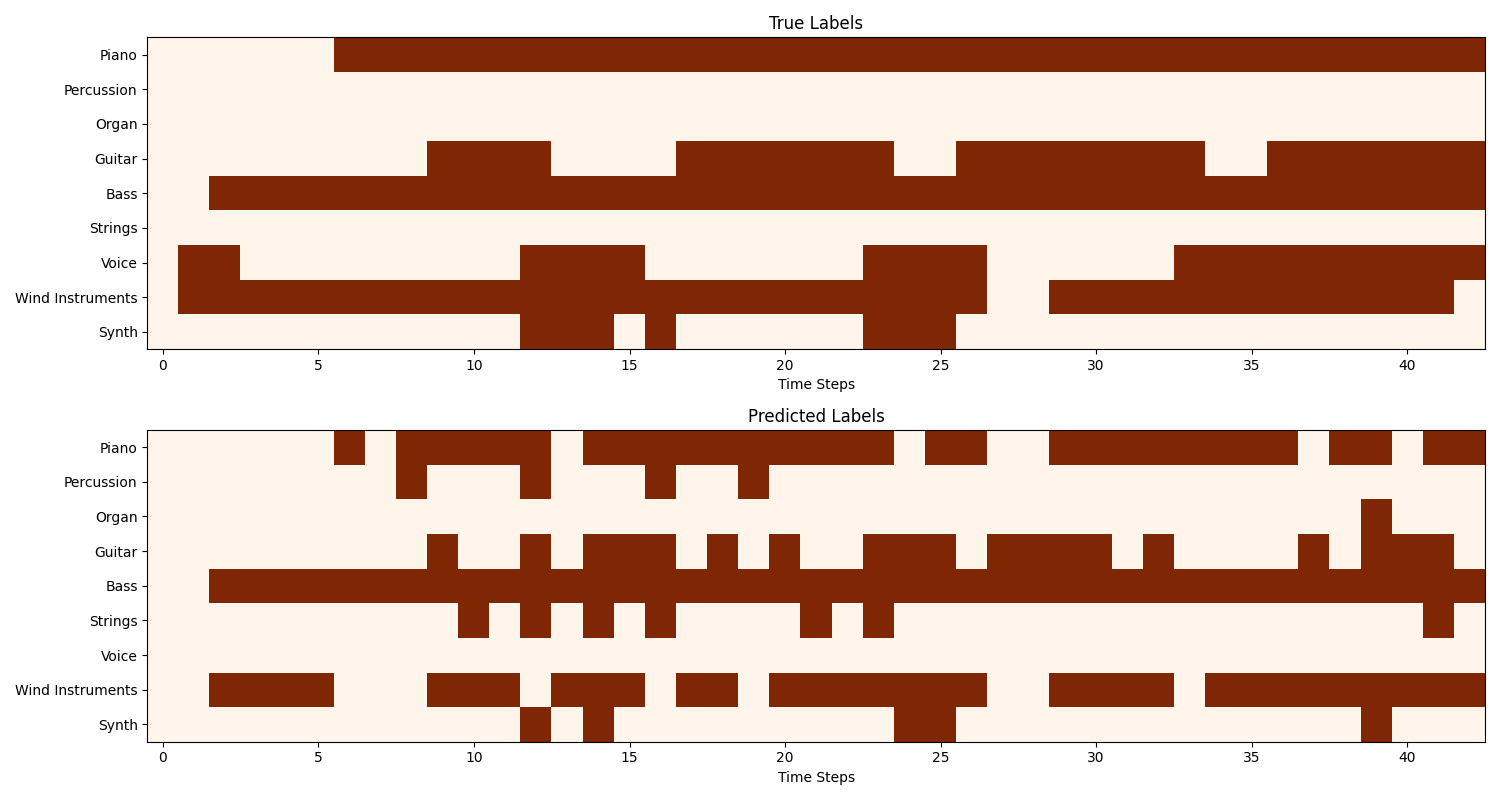 True Labels
Piano
Percussion
Organ
Guitar
Bass
Strings
Voice
Wind Instruments
Synth
0 5 10 15 20 25 30 35 40
Time Steps
Predicted Labels
Piano
Percussion
Organ
Guitar
Bass
Strings
Voice
Wind Instruments
Synth
0 5 10 15 20 25 30 35 40
Time Steps